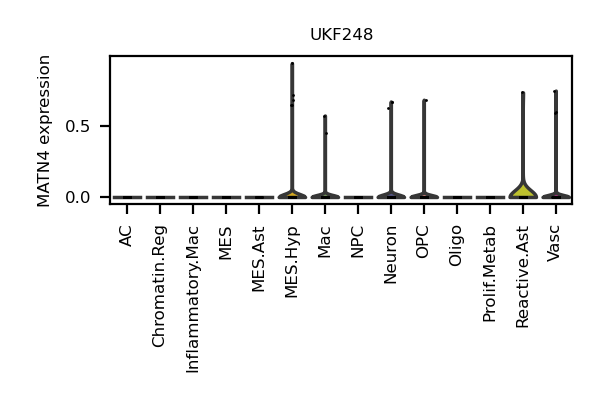 UKF248
MATN4 expression
0.5
0.0
AC
Chromatin.Reg
Inflammatory.Mac
MES
MES.Ast
MES.Hyp
Mac
NPC
Neuron
OPC
Oligo
Prolif.Metab
Reactive.Ast
Vasc